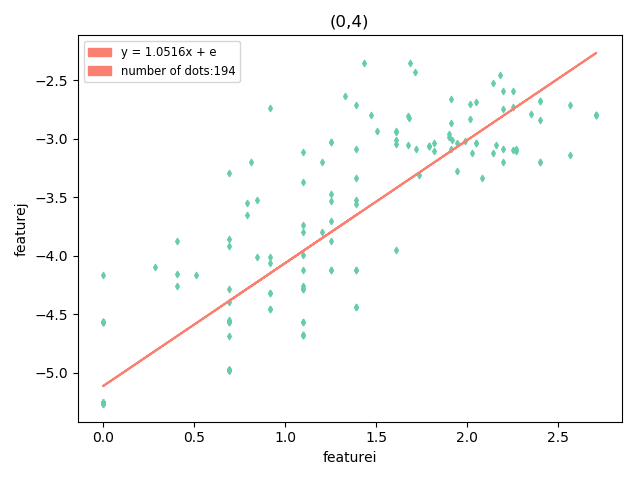 (0,4)
y = 1.0516x + e
number of dots:194
−2.5
−3.0
−3.5
−4.0
−4.5
−5.0
featurej
0.0 0.5 1.0 1.5 2.0 2.5
featurei